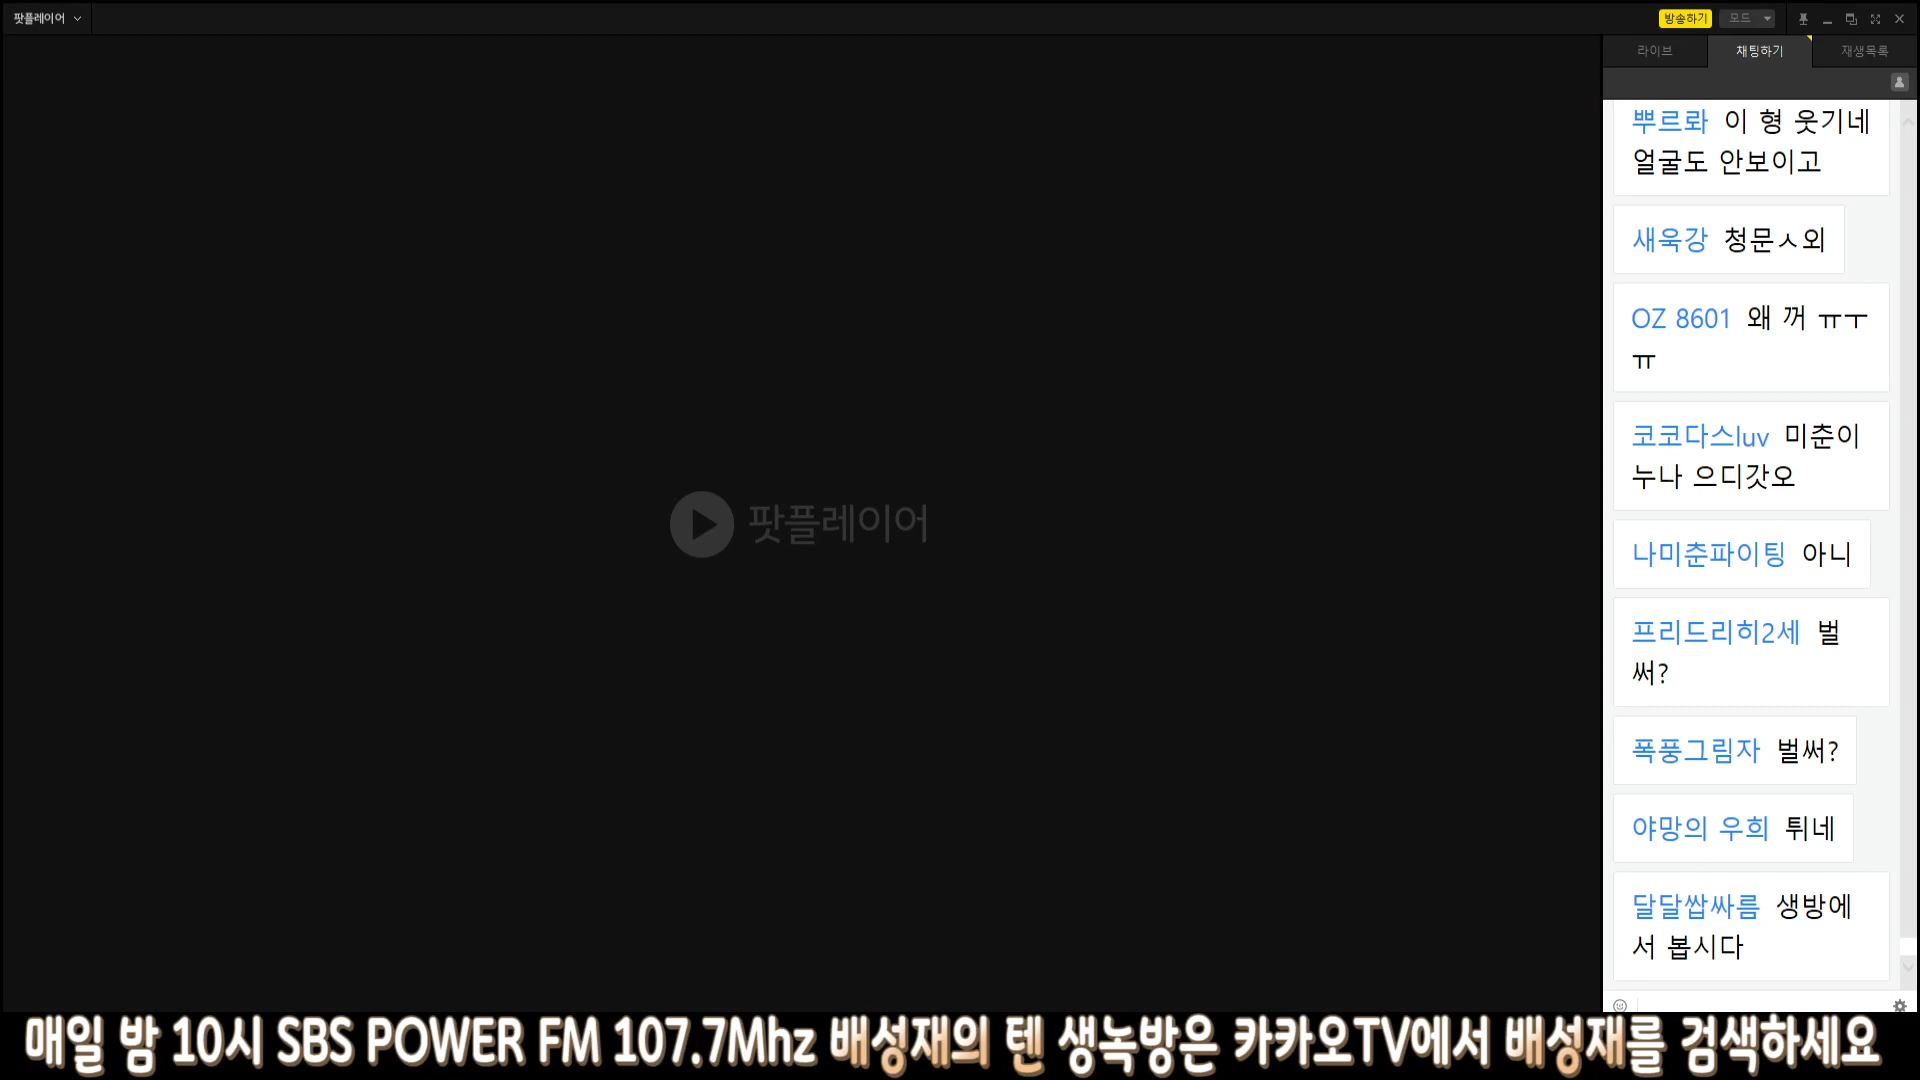 팟플레이어
방송하기 모드
라이브 채팅하기 재생목록
뿌르롸 이 형 웃기네
얼굴도 안보이고
새욱강 청문ㅅ외
OZ 8601 왜 꺼 ㅠㅜ
ㅠ
코코다스luv 미춘이
누나 으디갓오
나미춘파이팅 아니
프리드리히2세 벌
써?
폭풍그림자 벌써?
야망의 우희 튀네
달달쌉싸름 생방에
서 봅시다
팟플레이어
매일 밤 10시 SBS POWER FM 107.7Mhz 배성재의 텐 생녹방은 카카오TV에서 배성재를 검색하세요